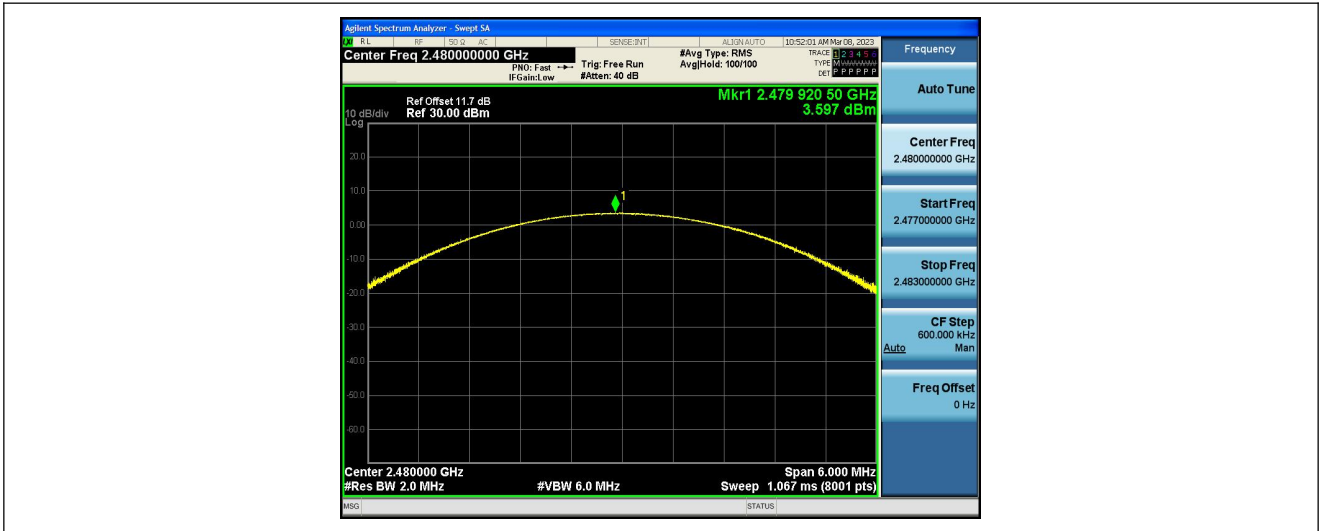 Agilent Spectrum Analyzer - Swept SA
RL RF 50 Ω AC SENSE:INT ALIGN AUTO 10:52:01 AM Mar 08, 2023
Center Freq 2.480000000 GHz #Avg Type: RMS TRACE 1 2 3 4 5 6
PNO: Fast Trig: Free Run Avg|Hold: 100/100 TYPE M W W W W W
IFGain:Low #Atten: 40 dB DET P P P P P P
Mkr1 2.479 920 50 GHz
3.597 dBm
Ref Offset 11.7 dB
10 dB/div Ref 30.00 dBm
Log
20.0
10.0
1
0.00
-10.0
-20.0
-30.0
-40.0
-50.0
-60.0
Center 2.480000 GHz Span 6.000 MHz
#Res BW 2.0 MHz #VBW 6.0 MHz Sweep 1.067 ms (8001 pts)
MSG STATUS
Frequency
Auto Tune
Center Freq
2.480000000 GHz
Start Freq
2.477000000 GHz
Stop Freq
2.483000000 GHz
CF Step
600.000 kHz
Auto Man
Freq Offset
0 Hz